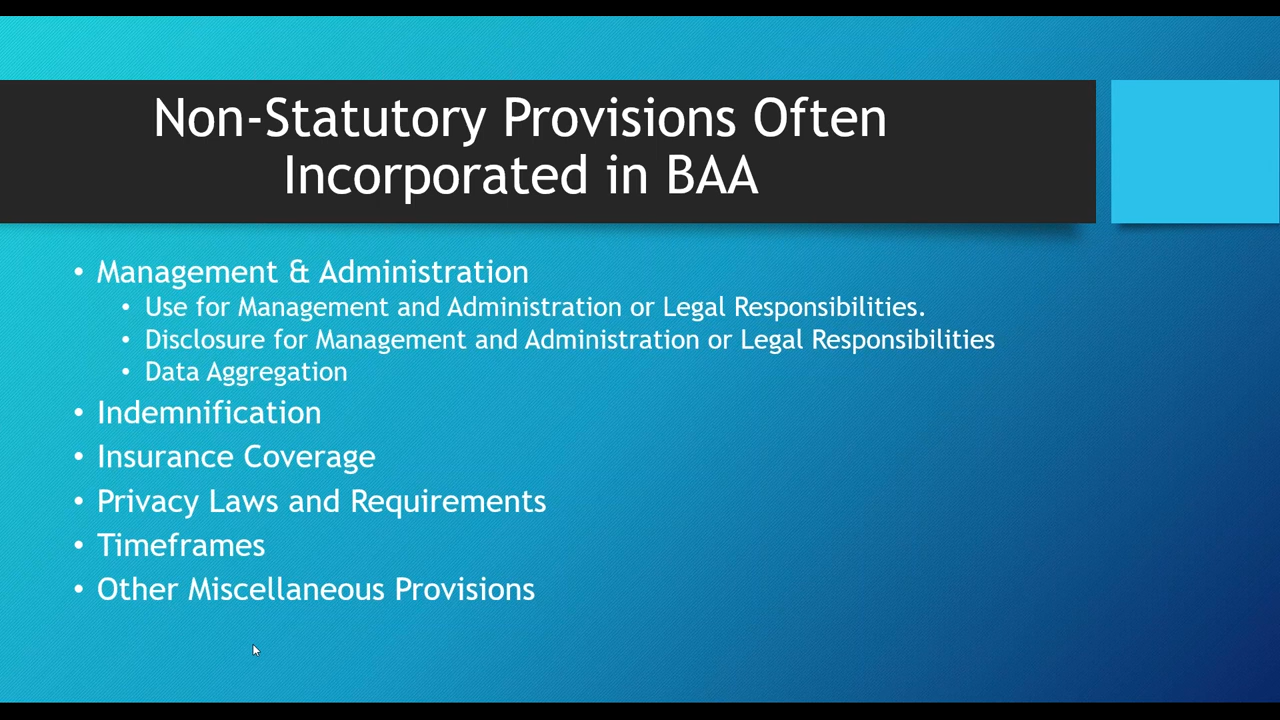 Non-Statutory Provisions Often
Incorporated in BAA
• Management & Administration
• Use for Management and Administration or Legal Responsibilities.
• Disclosure for Management and Administration or Legal Responsibilities
• Data Aggregation
• Indemnification
• Insurance Coverage
• Privacy Laws and Requirements
• Timeframes
• Other Miscellaneous Provisions